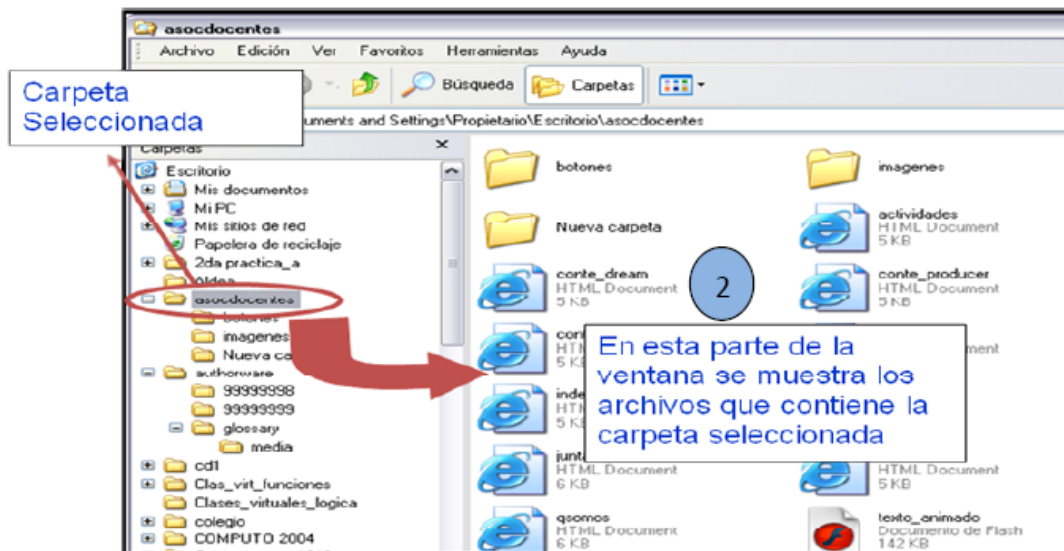 asocdocentes
Archivo Edición Ver Favoritos Herramientas Ayuda
Búsqueda Carpetas
Carpeta
Seleccionada
uments and Settings\Propietario\Escritorio\asocdocentes
Carpetas
Escritorio
Mis documentos
Mi PC
Mis sitios de red
Papelera de reciclaje
2da practica_a
asocdocentes
botones
imagenes
Nueva ca
authorware
99999998
99999999
glossary
media
cd1
Clas_virt_funciones
Clases_virtuales_logica
colegio
COMPUTO 2004
botones
imagenes
Nueva carpeta
actividades
HTML Document
5 KB
conte_dream
HTML Document
5 KB
2
conte_producer
HTML Document
5 KB
En esta parte de la
ventana se muestra los
archivos que contiene la
carpeta seleccionada
HTML Document
6 KB
HTML Document
5 KB
qsomos
HTML Document
6 KB
texto_animado
Documento de Flash
142 KB